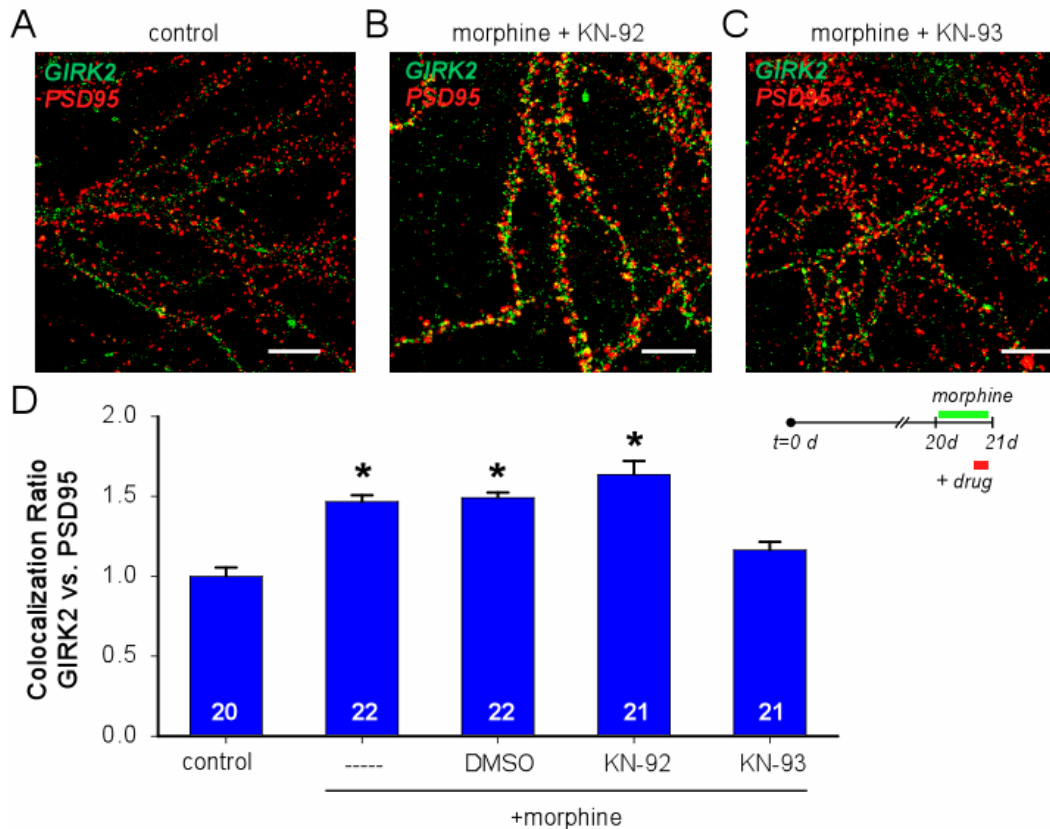 A
control
GIRK2
PSD95
B
morphine + KN-92
GIRK2
PSD95
C
morphine + KN-93
GIRK2
PSD95
D
Colocalization Ratio
GIRK2 vs. PSD95
2.0
1.5
1.0
0.5
0.0
* * *
20 22 22 21 21
control ----- DMSO KN-92 KN-93
+morphine
morphine
t=0 d 20d 21d
+ drug